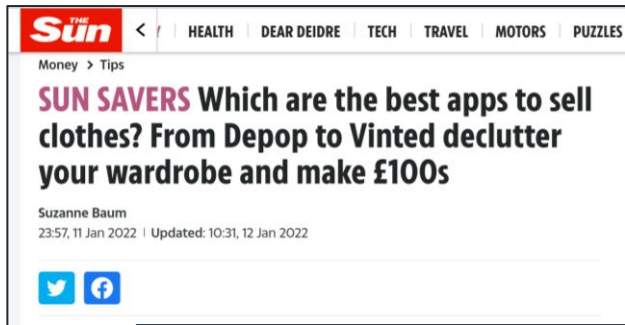 THE
Sun
< HEALTH DEAR DEIDRE TECH TRAVEL MOTORS PUZZLES
Money > Tips
SUN SAVERS Which are the best apps to sell
clothes? From Depop to Vinted declutter
your wardrobe and make £100s
Suzanne Baum
23:57, 11 Jan 2022 | Updated: 10:31, 12 Jan 2022